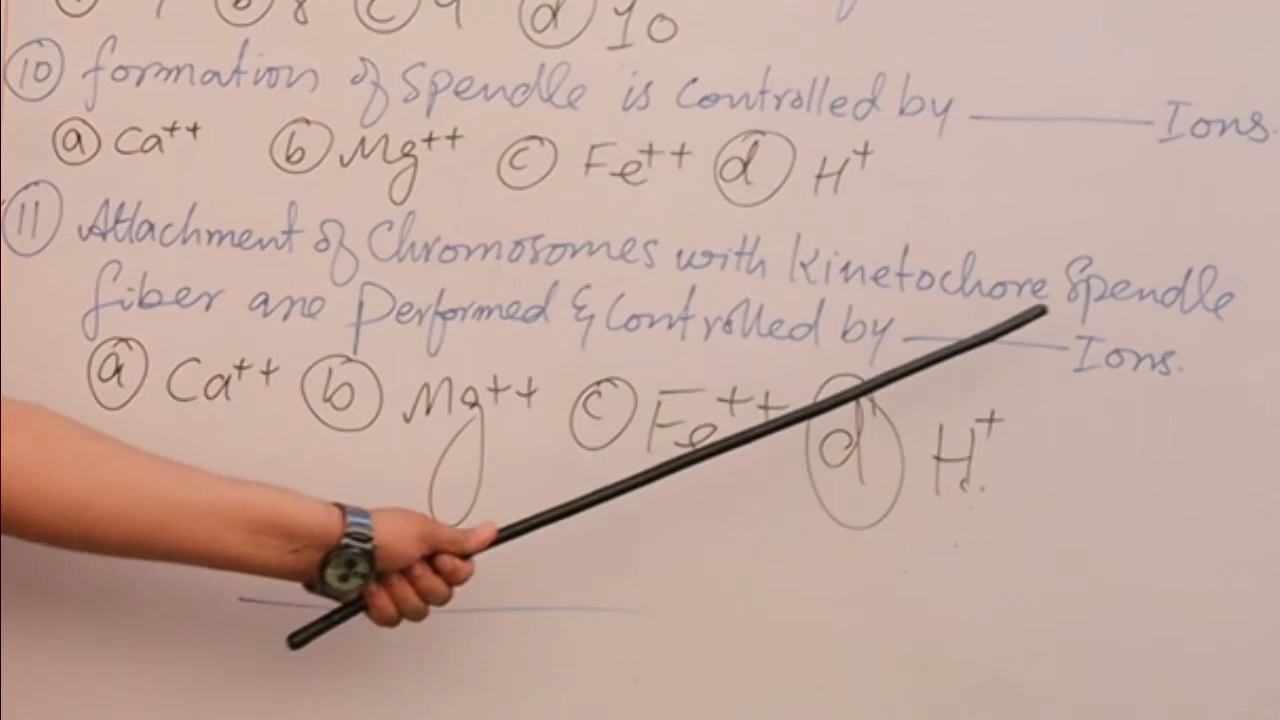 ⓑ 8 ⓒ 9 ⓓ 10
⑩ formation of Spendle is controlled by ______ Ions.
ⓐ Ca++ ⓑ Mg++ ⓒ Fe++ ⓓ H+
⑪ Attachment of Chromosomes with Kinetochore Spendle
fiber are Performed & Controlled by ______ Ions.
ⓐ Ca++ ⓑ Mg++ ⓒ Fe++ ⓓ H+.